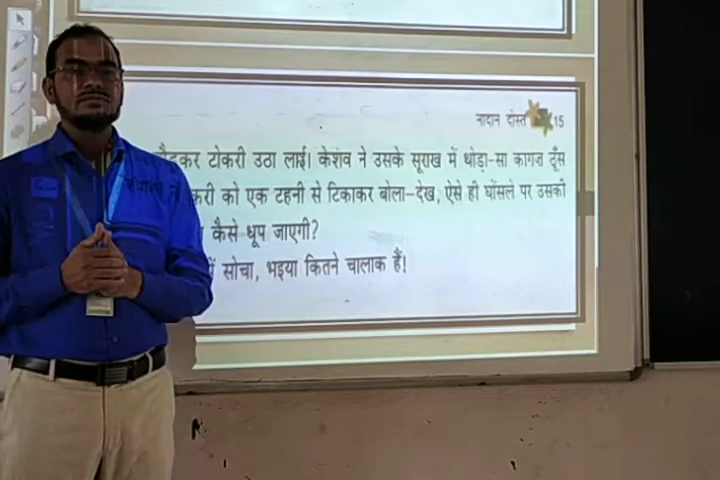 नादान दोस्त 15
टोकरी उठा लाई। केशव ने उसके सूराख में थोड़ा-सा कागज ठूँस
को एक टहनी से टिकाकर बोला-देख, ऐसे ही घोंसले पर उसकी
कैसे धूप जाएगी?
सोचा, भइया कितने चालाक हैं!